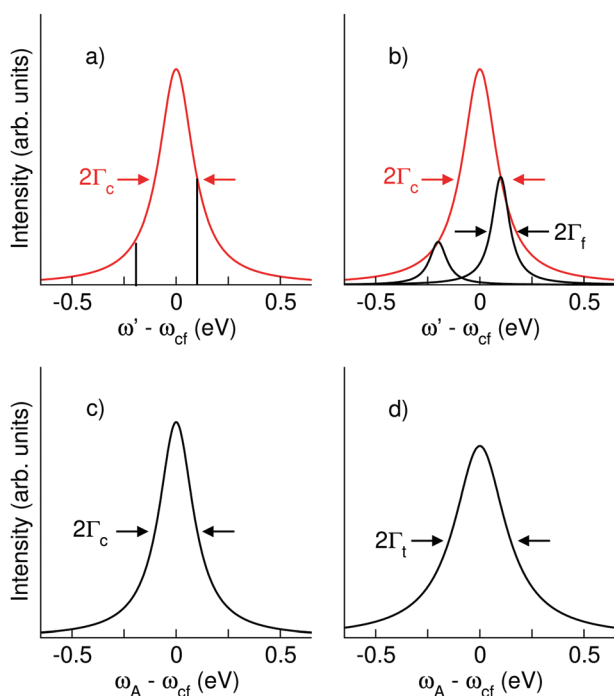 a)
2Γc
Intensity (arb. units)
-0.5 0 0.5
ω' - ωcf (eV)
b)
2Γc
2Γf
-0.5 0 0.5
ω' - ωcf (eV)
c)
2Γc
Intensity (arb. units)
-0.5 0 0.5
ωA - ωcf (eV)
d)
2Γt
-0.5 0 0.5
ωA - ωcf (eV)